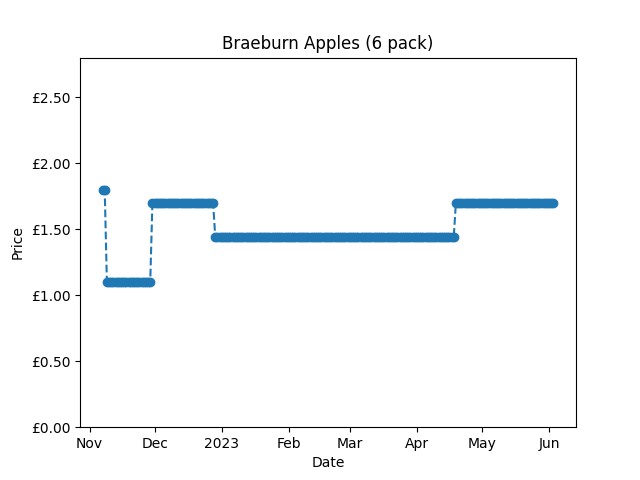 Braeburn Apples (6 pack)
£2.50
£2.00
£1.50
£1.00
£0.50
£0.00
Price
Nov Dec 2023 Feb Mar Apr May Jun
Date